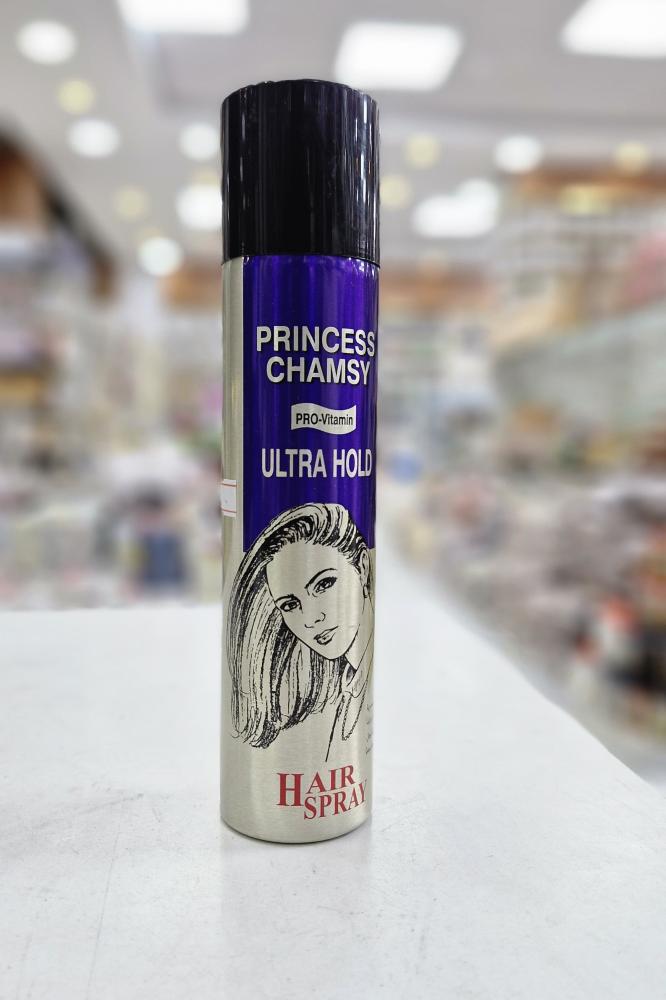 PRINCESS
CHAMSY
PRO-Vitamin
ULTRA HOLD
HAIR
SPRAY